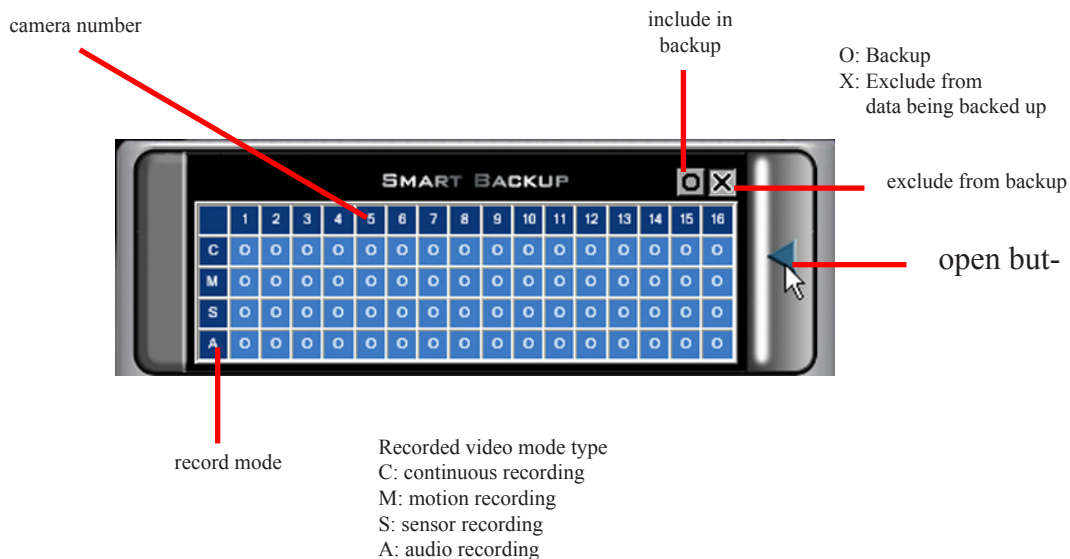 camera number
include in
backup
O: Backup
X: Exclude from
data being backed up
SMART BACKUP O X
exclude from backup
1 2 3 4 5 6 7 8 9 10 11 12 13 14 15 16
C O O O O O O O O O O O O O O O O
open but-
M O O O O O O O O O O O O O O O O
S O O O O O O O O O O O O O O O O
A O O O O O O O O O O O O O O O O
record mode
Recorded video mode type
C: continuous recording
M: motion recording
S: sensor recording
A: audio recording